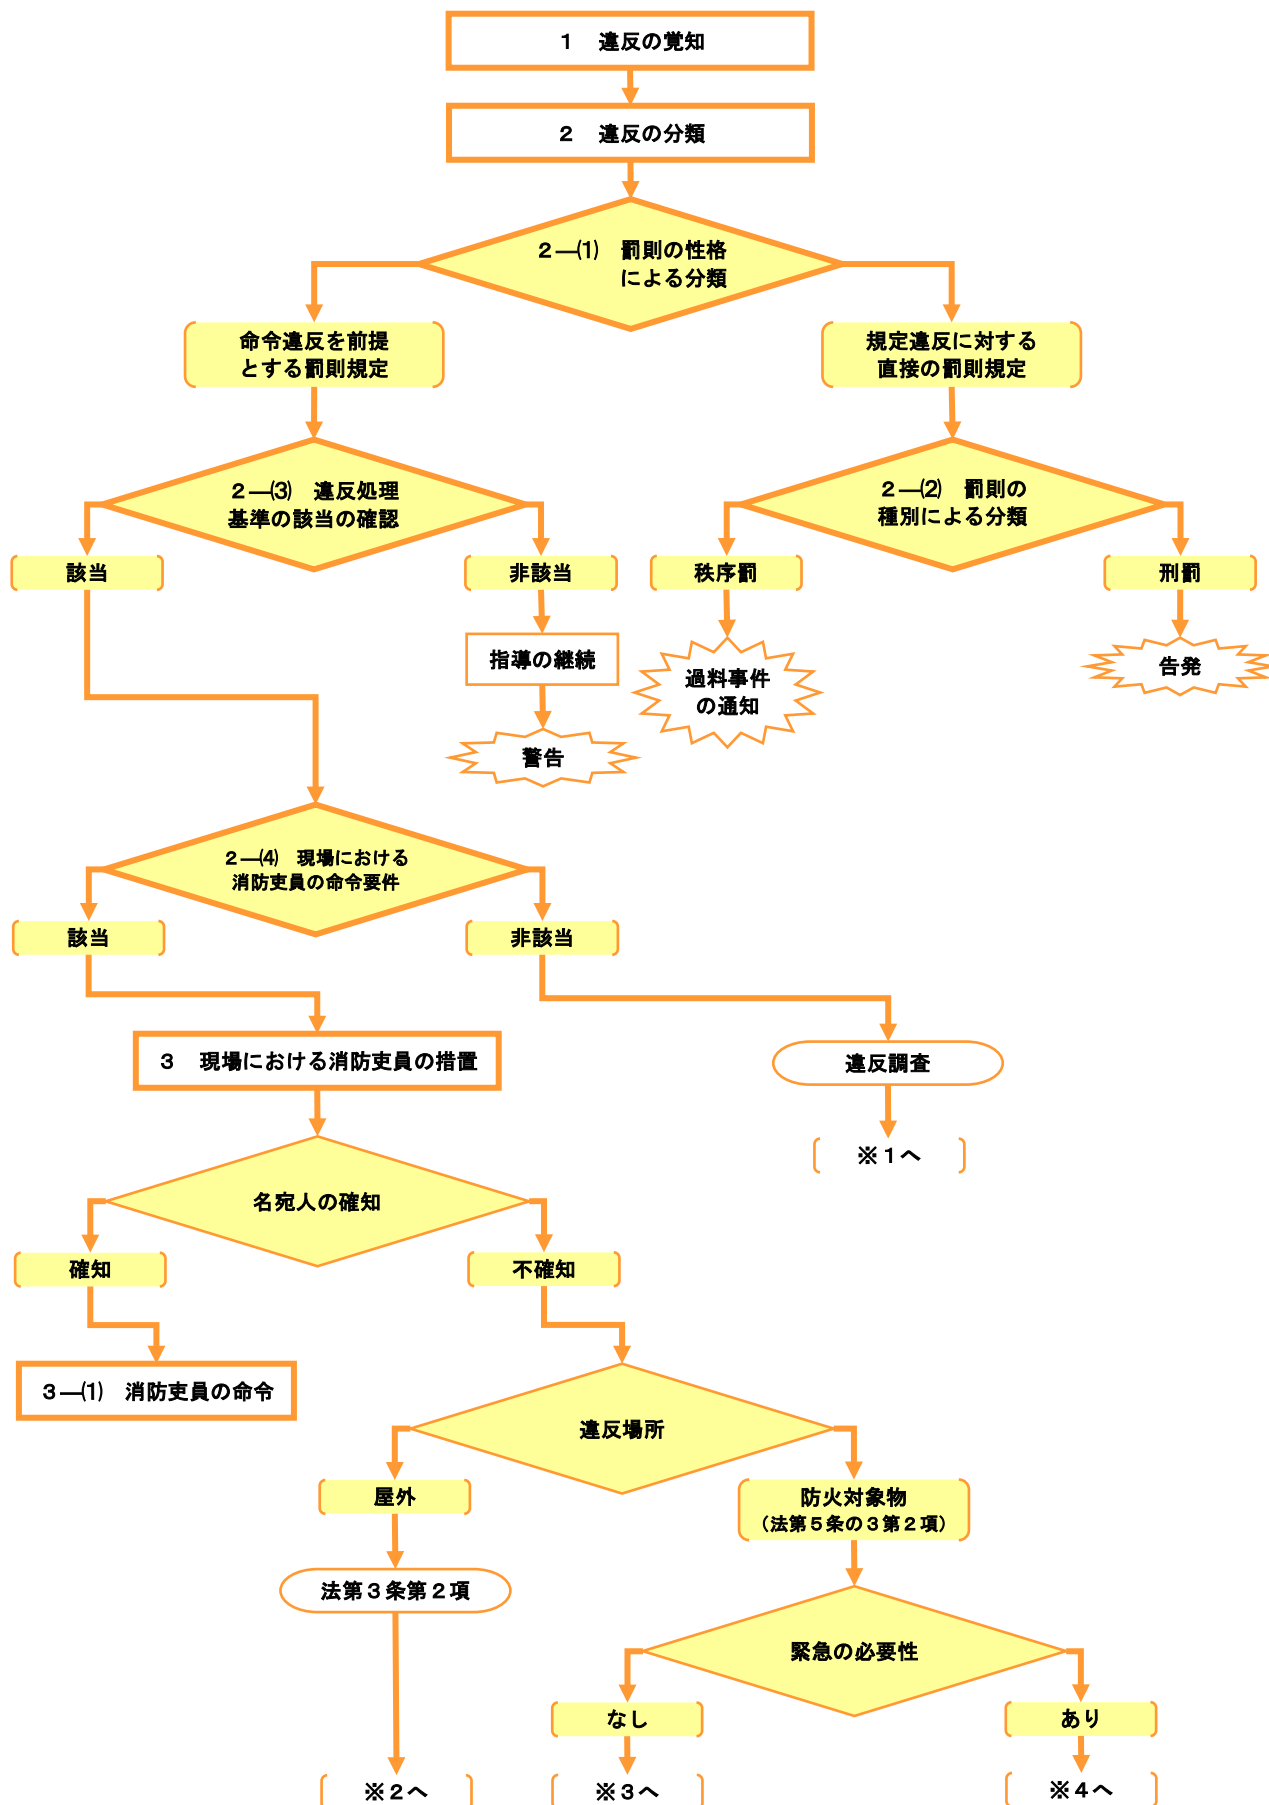 １　違反の覚知
２　違反の分類
２―⑴　罰則の性格
による分類
命令違反を前提
とする罰則規定
規定違反に対する
直接の罰則規定
２―⑶　違反処理
基準の該当の確認
２―⑵　罰則の
種別による分類
該当
非該当
秩序罰
刑罰
指導の継続
過料事件
の通知
告発
警告
２―⑷　現場における
消防吏員の命令要件
該当
非該当
３　現場における消防吏員の措置
違反調査
※１へ
名宛人の確知
確知
不確知
３―⑴　消防吏員の命令
違反場所
屋外
防火対象物
（法第５条の３第２項）
法第３条第２項
緊急の必要性
なし
あり
※２へ
※３へ
※４へ